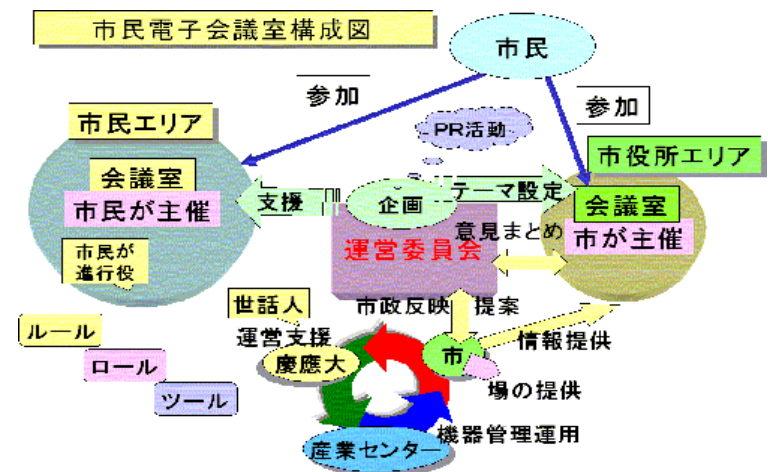 市民電子会議室構成図
市民
参加
参加
市民エリア
PR活動
市役所エリア
会議室
市民が主催
支援
企画
テーマ設定
会議室
市が主催
意見まとめ
運営委員会
市民が
進行役
世話人
市政反映
提案
ルール
運営支援
慶應大
市
情報提供
ロール
場の提供
ツール
機器管理運用
産業センター